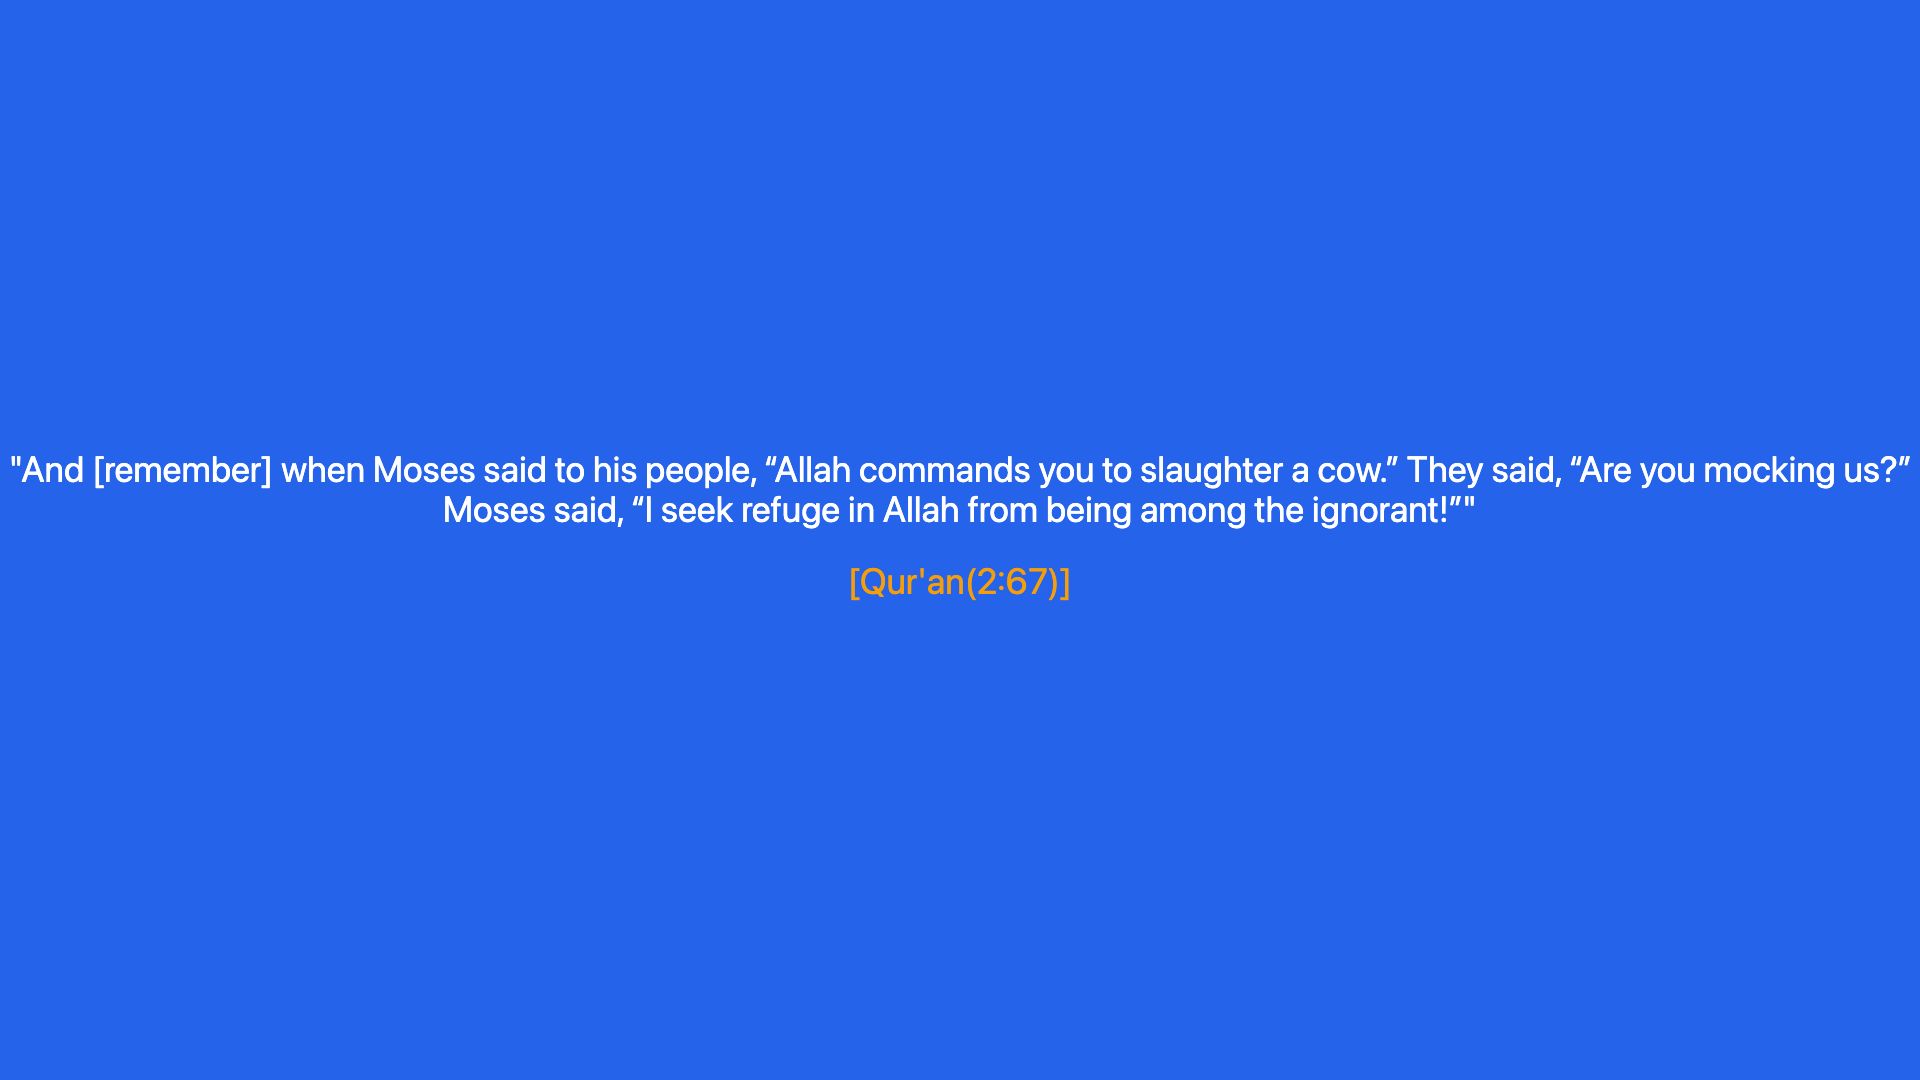 "And [remember] when Moses said to his people, “Allah commands you to slaughter a cow.” They said, “Are you mocking us?”
Moses said, “I seek refuge in Allah from being among the ignorant!”"
[Qur'an(2:67)]